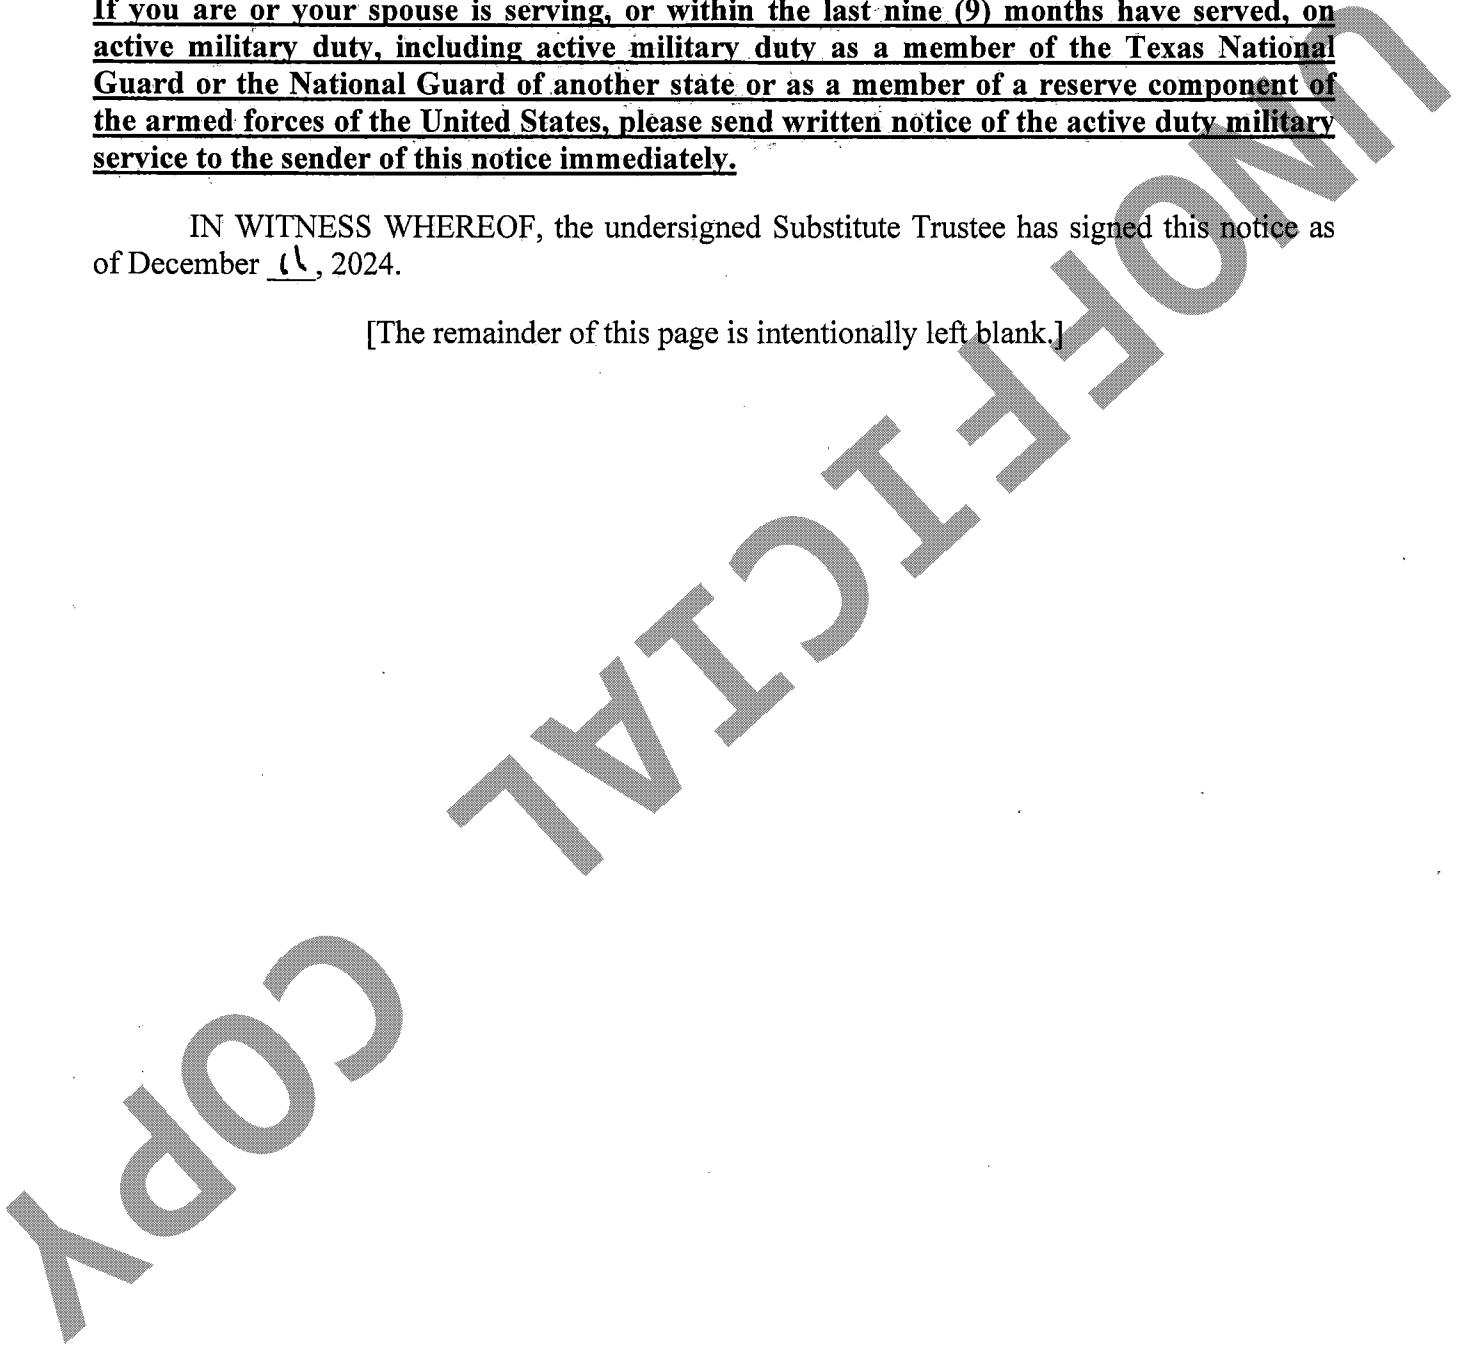 If you are or your spouse is serving, or within the last nine (9) months have served, on
active military duty, including active military duty as a member of the Texas National
Guard or the National Guard of another state or as a member of a reserve component of
the armed forces of the United States, please send written notice of the active duty military
service to the sender of this notice immediately.
IN WITNESS WHEREOF, the undersigned Substitute Trustee has signed this notice as
of December 11, 2024.
[The remainder of this page is intentionally left blank.]
UNOFFICIAL COPY